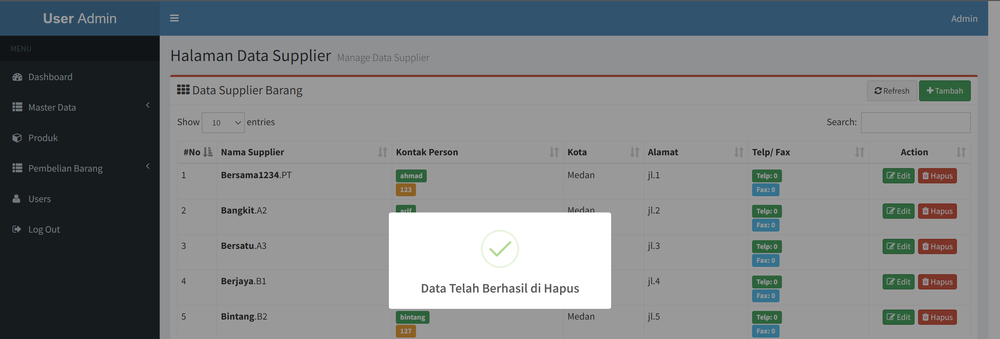 User Admin
Admin
MENU
Dashboard
Master Data
Produk
Pembelian Barang
Users
Log Out
Halaman Data Supplier Manage Data Supplier
Data Supplier Barang
Refresh
Tambah
Show 10 entries
Search:
#No Nama Supplier Kontak Person Kota Alamat Telp/ Fax Action
1 Bersama1234.PT ahmad Medan jl.1 Telp: 0 Edit Hapus
123 Fax: 0
2 Bangkit.A2 arif Medan jl.2 Telp: 0 Edit Hapus
Fax: 0
3 Bersatu.A3 jl.3 Telp: 0 Edit Hapus
Fax: 0
4 Berjaya.B1 jl.4 Telp: 0 Edit Hapus
Fax: 0
Data Telah Berhasil di Hapus
5 Bintang.B2 bintang Medan jl.5 Telp: 0 Edit Hapus
127 Fax: 0